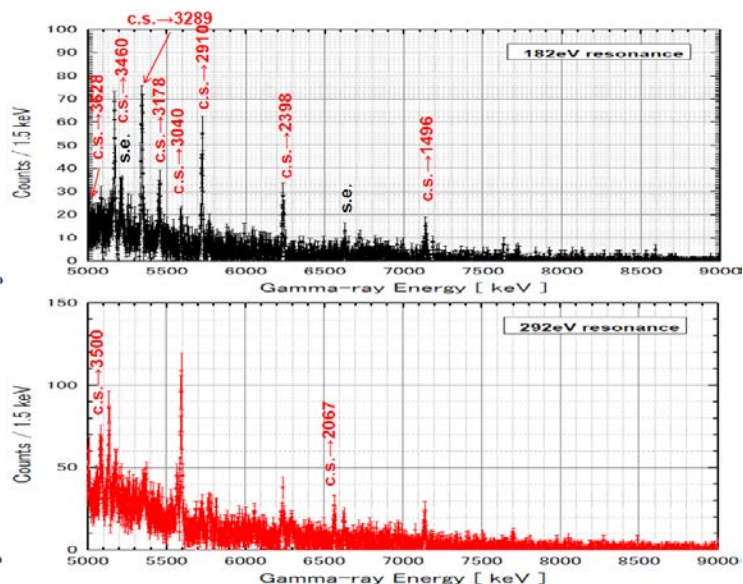 c.s.→3289
182eV resonance
c.s.→3628
c.s.→3460
s.e.
c.s.→3178
c.s.→3040
c.s.→2910
c.s.→2398
s.e.
c.s.→1496
Counts / 1.5 keV
100
90
80
70
60
50
40
30
20
10
0
5000 5500 6000 6500 7000 7500 8000 8500 9000
Gamma-ray Energy [ keV ]
292eV resonance
c.s.→3500
c.s.→2067
Counts / 1.5 keV
150
100
50
0
5000 5500 6000 6500 7000 7500 8000 8500 9000
Gamma-ray Energy [ keV ]